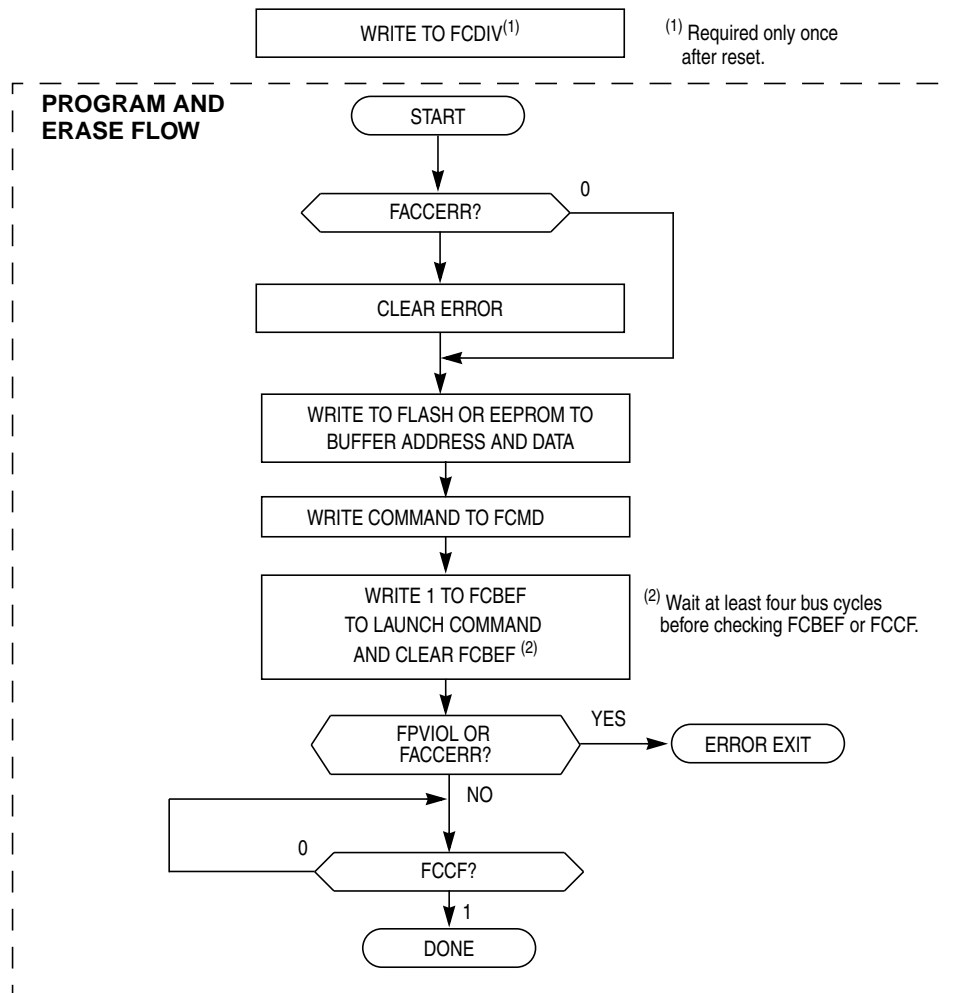 WRITE TO FCDIV(1)
(1) Required only once
after reset.
PROGRAM AND
ERASE FLOW
START
0
FACCERR?
CLEAR ERROR
WRITE TO FLASH OR EEPROM TO
BUFFER ADDRESS AND DATA
WRITE COMMAND TO FCMD
WRITE 1 TO FCBEF
TO LAUNCH COMMAND
AND CLEAR FCBEF (2)
(2) Wait at least four bus cycles
before checking FCBEF or FCCF.
FPVIOL OR
FACCERR?
YES
ERROR EXIT
NO
0
FCCF?
1
DONE